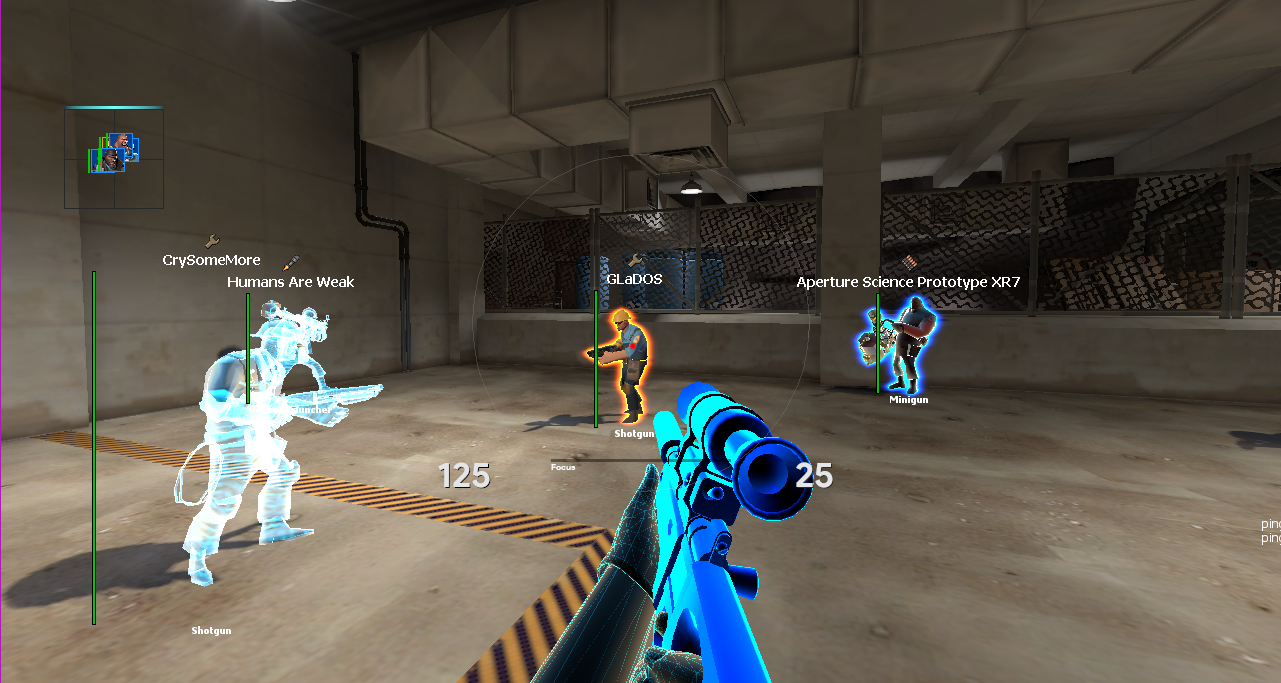 CrySomeMore
Humans Are Weak
GLaDOS
Aperture Science Prototype XR7
Minigun
Shotgun
Focus
125
25
Shotgun